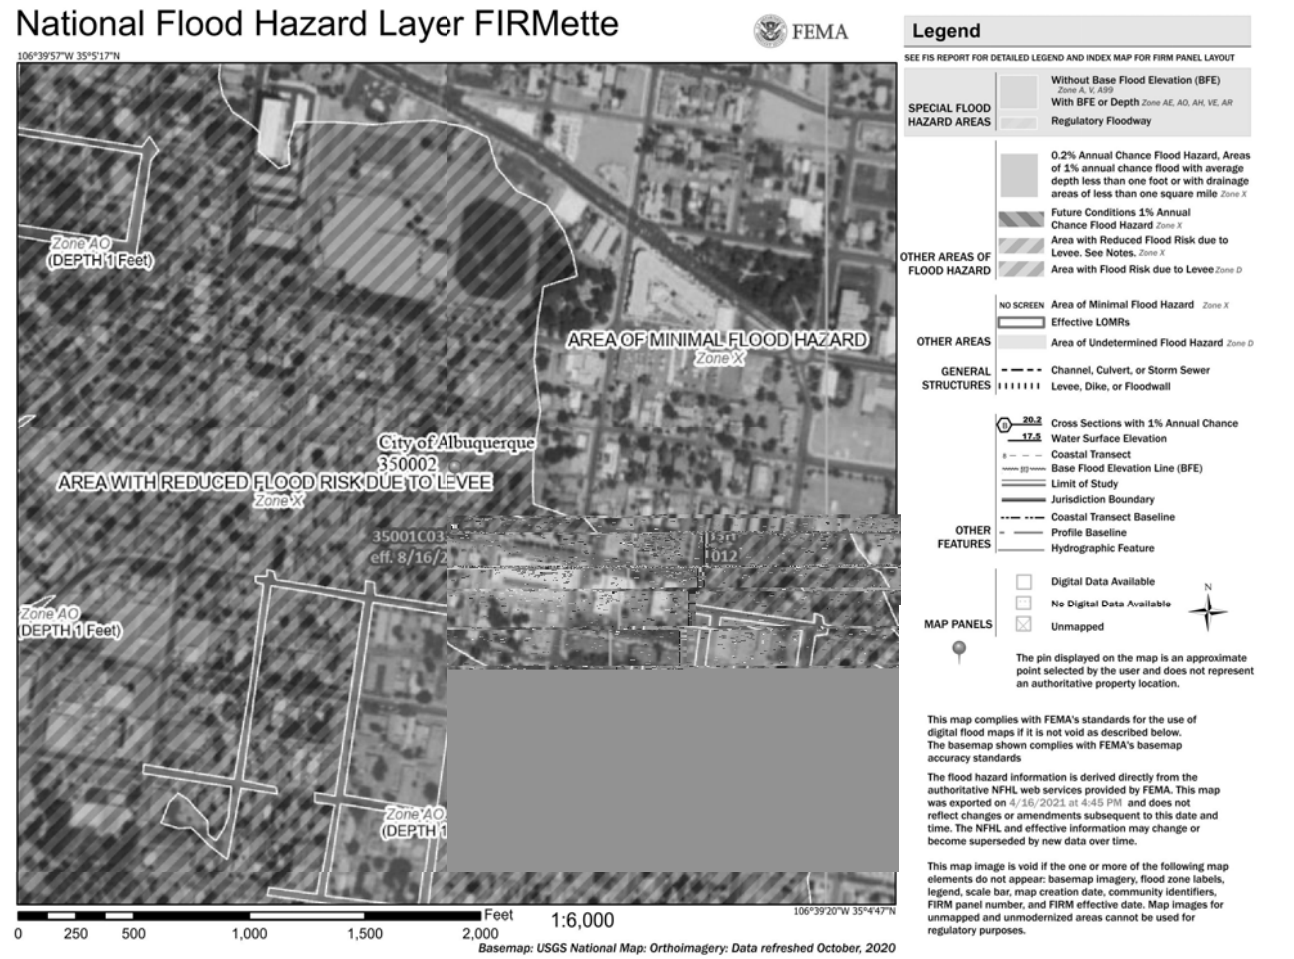 National Flood Hazard Layer FIRMette
FEMA
106°39'57"W 35°5'17"N
Zone AO
(DEPTH 1 Feet)
AREA OF MINIMAL FLOOD HAZARD
Zone X
City of Albuquerque
350002
AREA WITH REDUCED FLOOD RISK DUE TO LEVEE
Zone X
35001C03
eff. 8/16/2
012
Zone AO
(DEPTH 1 Feet)
Zone AO
(DEPTH 1
106°39'20"W 35°4'47"N
Feet
1:6,000
0 250 500 1,000 1,500 2,000
Basemap: USGS National Map: Orthoimagery: Data refreshed October, 2020
Legend
SEE FIS REPORT FOR DETAILED LEGEND AND INDEX MAP FOR FIRM PANEL LAYOUT
SPECIAL FLOOD
HAZARD AREAS
Without Base Flood Elevation (BFE)
Zone A, V, A99
With BFE or Depth Zone AE, AO, AH, VE, AR
Regulatory Floodway
OTHER AREAS OF
FLOOD HAZARD
0.2% Annual Chance Flood Hazard, Areas
of 1% annual chance flood with average
depth less than one foot or with drainage
areas of less than one square mile Zone X
Future Conditions 1% Annual
Chance Flood Hazard Zone X
Area with Reduced Flood Risk due to
Levee. See Notes. Zone X
Area with Flood Risk due to Levee Zone D
OTHER AREAS
NO SCREEN Area of Minimal Flood Hazard Zone X
Effective LOMRs
Area of Undetermined Flood Hazard Zone D
GENERAL
STRUCTURES
Channel, Culvert, or Storm Sewer
Levee, Dike, or Floodwall
OTHER
FEATURES
B 20.2 Cross Sections with 1% Annual Chance
17.5 Water Surface Elevation
8 Coastal Transect
513 Base Flood Elevation Line (BFE)
Limit of Study
Jurisdiction Boundary
Coastal Transect Baseline
Profile Baseline
Hydrographic Feature
MAP PANELS
Digital Data Available
No Digital Data Available
Unmapped
N
The pin displayed on the map is an approximate
point selected by the user and does not represent
an authoritative property location.
This map complies with FEMA's standards for the use of
digital flood maps if it is not void as described below.
The basemap shown complies with FEMA's basemap
accuracy standards
The flood hazard information is derived directly from the
authoritative NFHL web services provided by FEMA. This map
was exported on 4/16/2021 at 4:45 PM and does not
reflect changes or amendments subsequent to this date and
time. The NFHL and effective information may change or
become superseded by new data over time.
This map image is void if the one or more of the following map
elements do not appear: basemap imagery, flood zone labels,
legend, scale bar, map creation date, community identifiers,
FIRM panel number, and FIRM effective date. Map images for
unmapped and unmodernized areas cannot be used for
regulatory purposes.